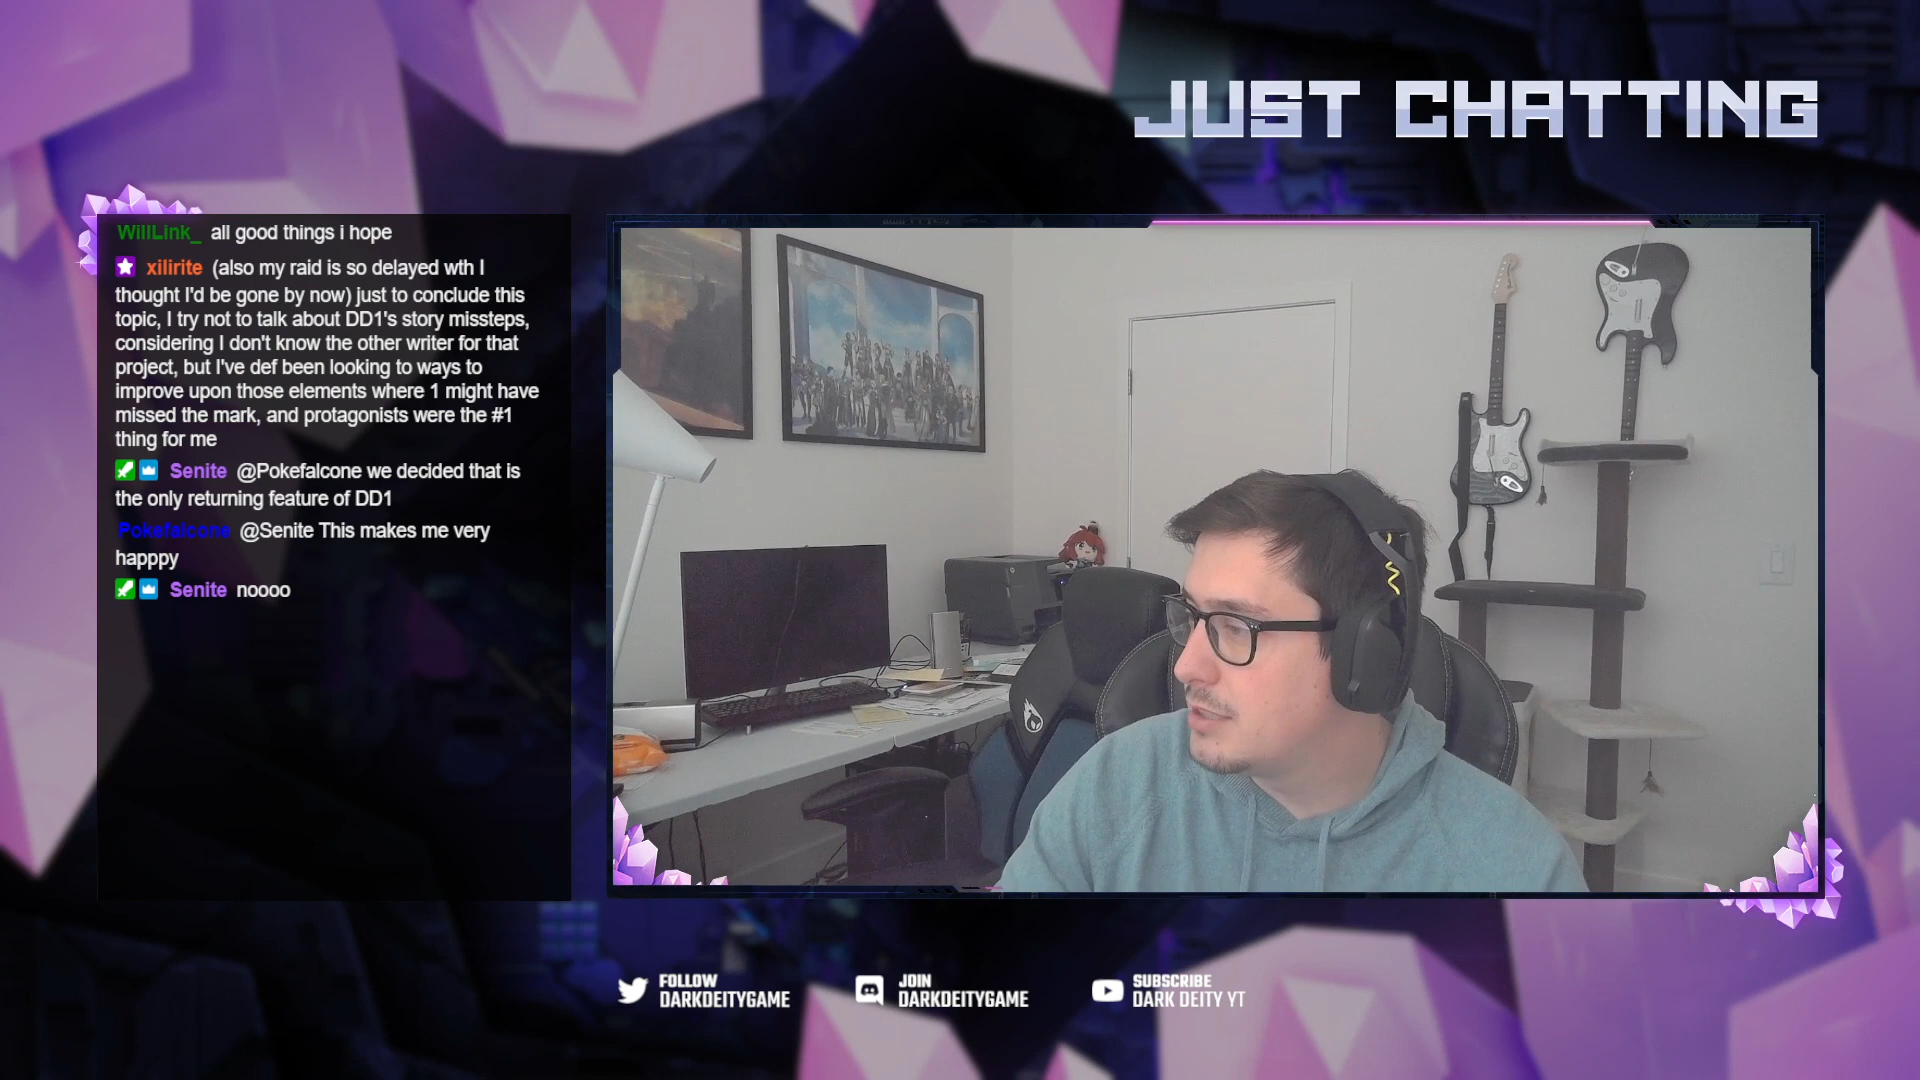 JUST CHATTING
WillLink_ all good things i hope
xilirite (also my raid is so delayed wth I
thought I'd be gone by now) just to conclude this
topic, I try not to talk about DD1's story missteps,
considering I don't know the other writer for that
project, but I've def been looking to ways to
improve upon those elements where 1 might have
missed the mark, and protagonists were the #1
thing for me
Senite @Pokefalcone we decided that is
the only returning feature of DD1
Pokefalcone @Senite This makes me very
happpy
Senite noooo
FOLLOW
DARKDEITYGAME
JOIN
DARKDEITYGAME
SUBSCRIBE
DARK DEITY YT